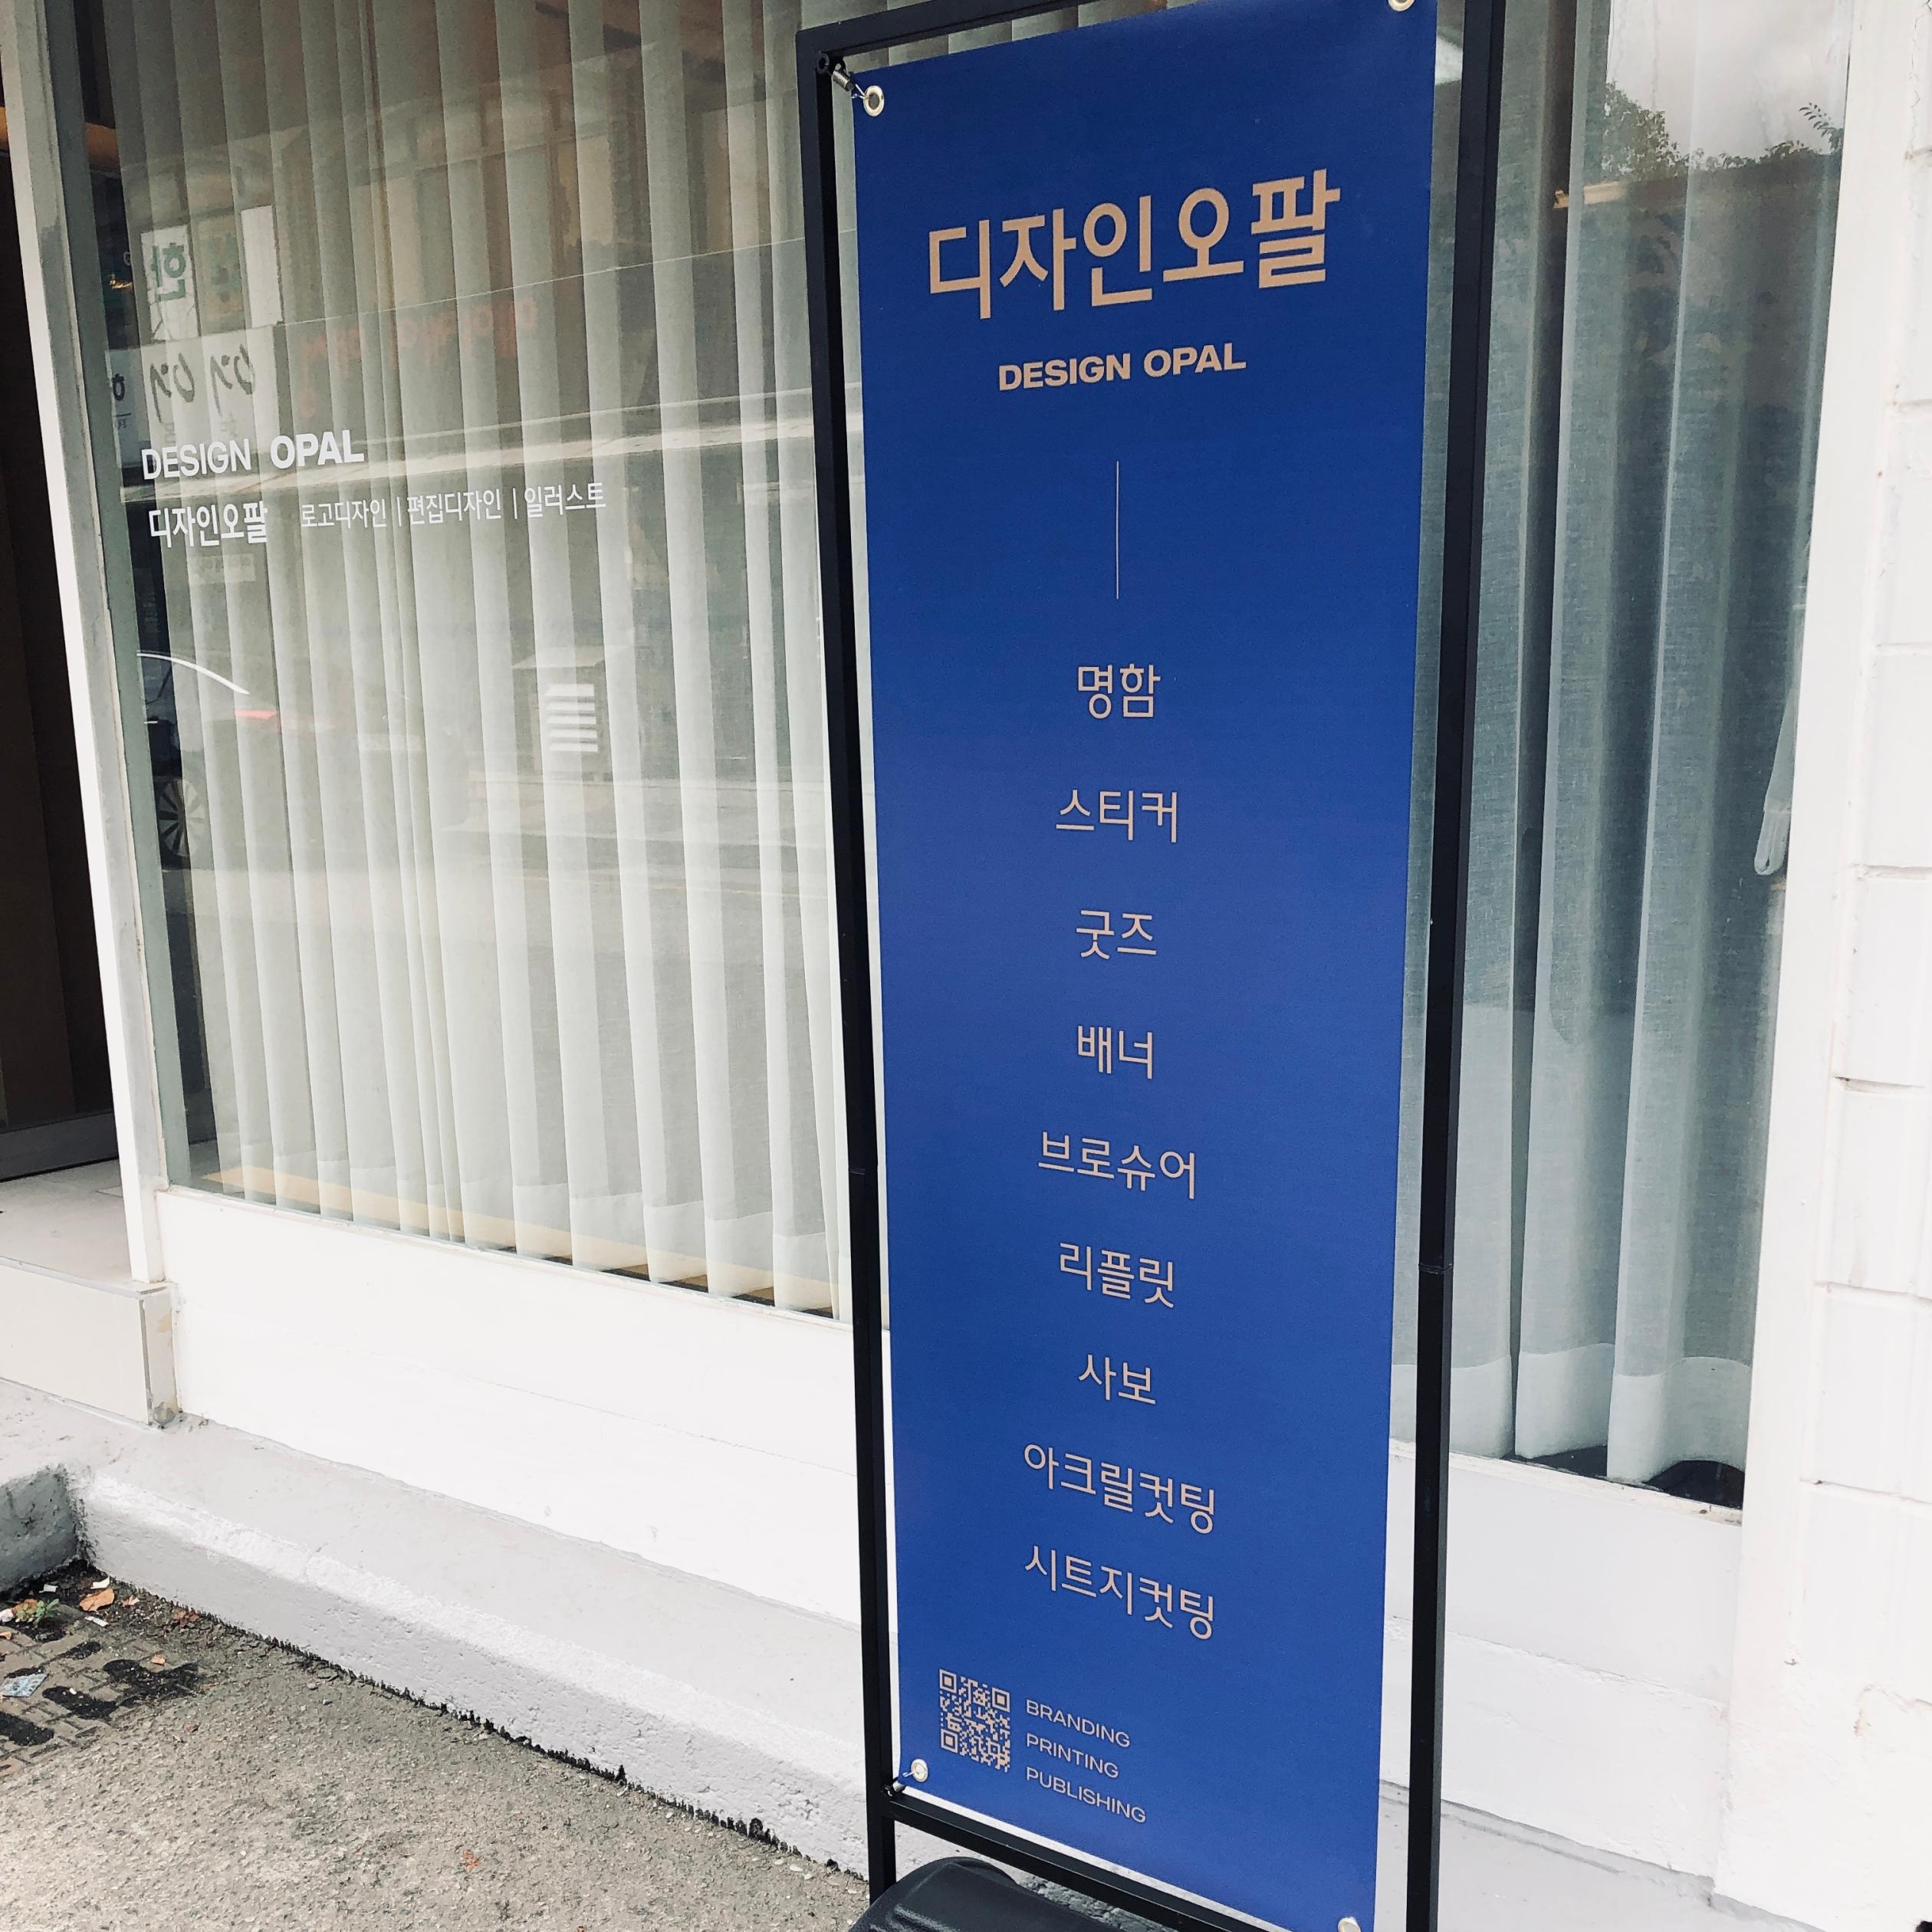 DESIGN OPAL
디자인오팔 로고디자인 | 편집디자인 | 일러스트
디자인오팔
DESIGN OPAL
명함
스티커
굿즈
배너
브로슈어
리플릿
사보
아크릴컷팅
시트지컷팅
BRANDING
PRINTING
PUBLISHING